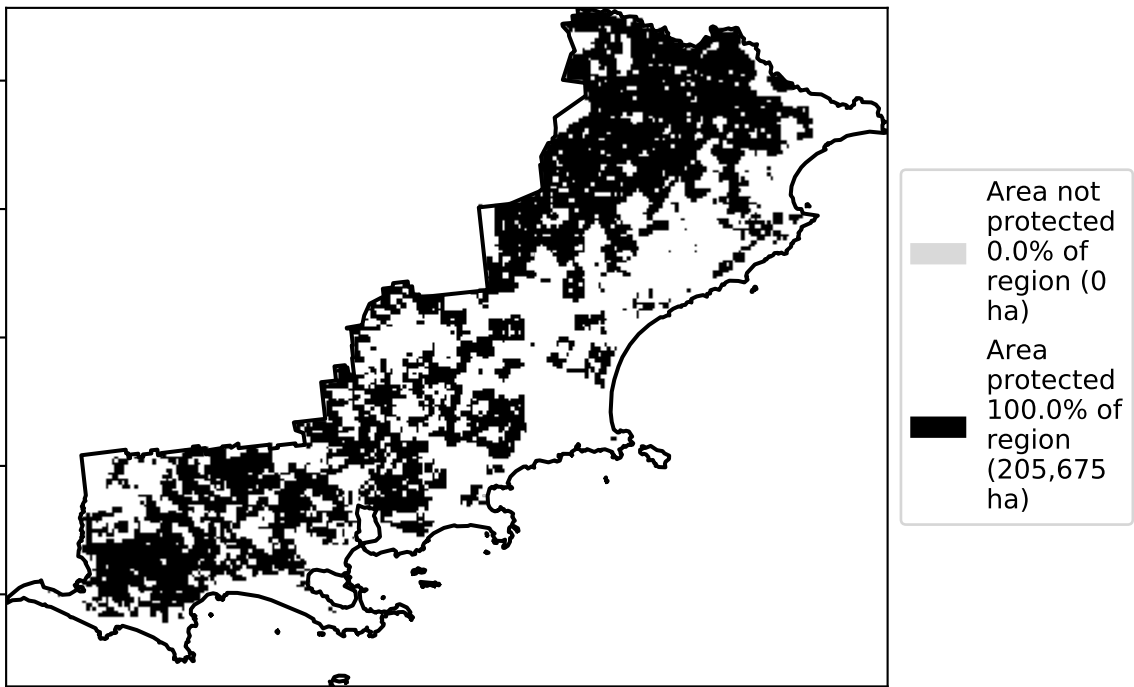 Area not
protected
0.0% of
region (0
ha)
Area
protected
100.0% of
region
(205,675
ha)